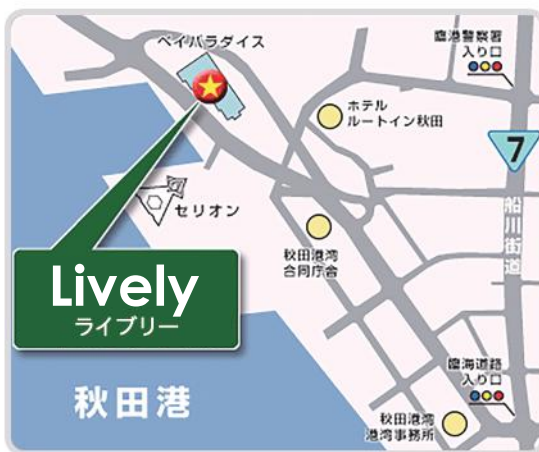 ベイパラダイス
臨港警察署
入り口
ホテル
ルートイン秋田
7
船川街道
セリオン
秋田港湾
合同庁舎
Lively
ライブリー
臨海道路
入り口
秋田港
秋田港湾
港湾事務所